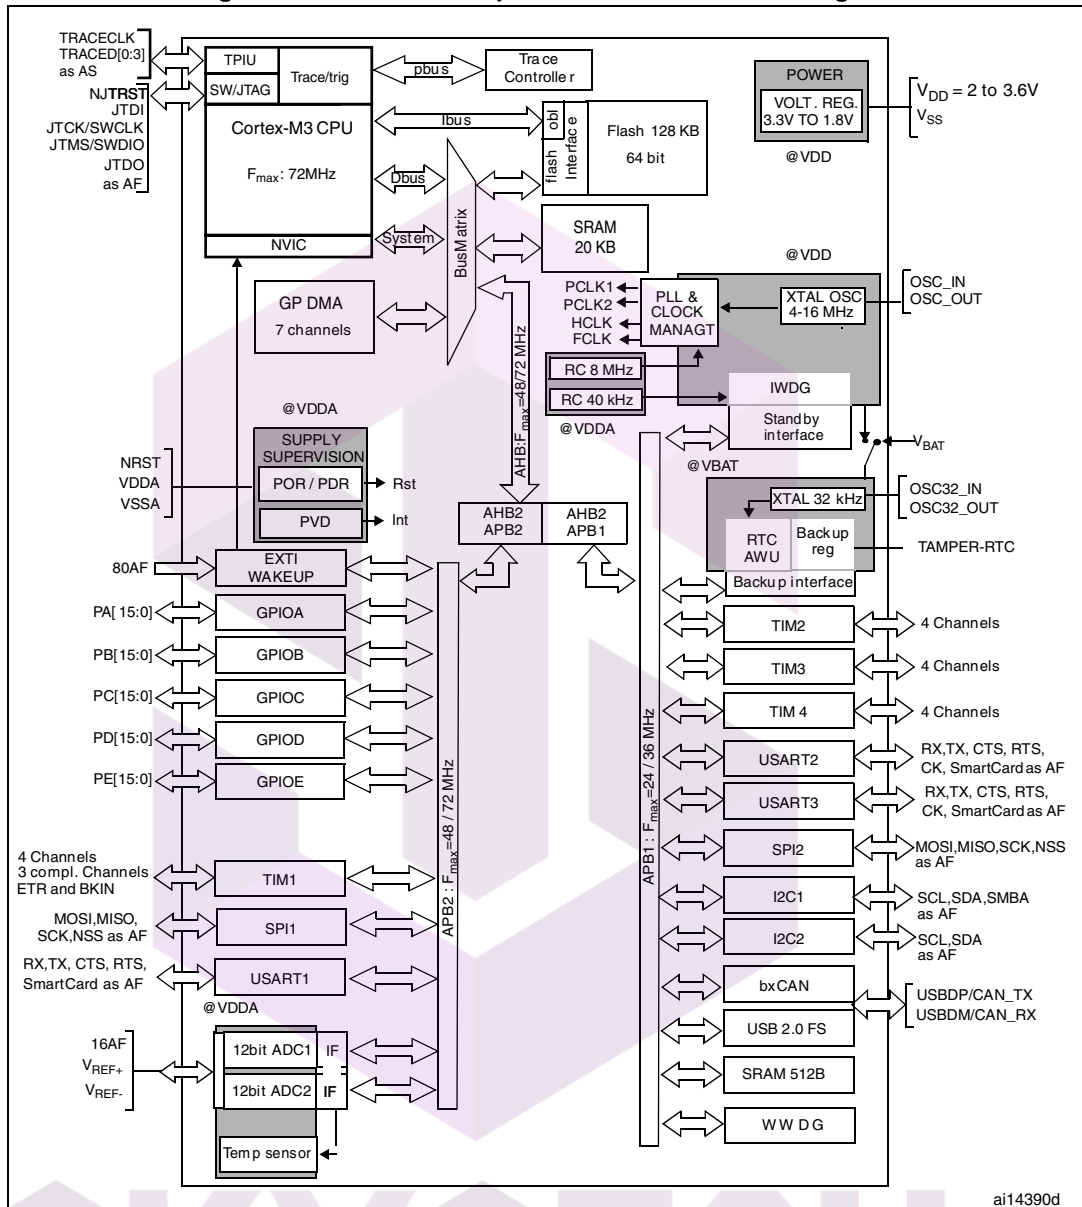 TRACECLK
TRACED[0:3]
as AS
NJTRST
JTDI
JTCK/SWCLK
JTMS/SWDIO
JTDO
as AF
TPIU
SW/JTAG
Trace/trig
Cortex-M3 CPU
Fmax: 72MHz
NVIC
pbus
Trace
Controller
Ibus
Dbus
System
BusMatrix
obl
flash
Interface
Flash 128 KB
64 bit
SRAM
20 KB
POWER
VOLT. REG.
3.3V TO 1.8V
@VDD
VDD = 2 to 3.6V
VSS
GP DMA
7 channels
@VDD
PCLK1
PCLK2
HCLK
FCLK
PLL &
CLOCK
MANAGT
XTAL OSC
4-16 MHz
OSC_IN
OSC_OUT
RC 8 MHz
RC 40 kHz
@VDDA
IWDG
Standby
interface
@VBAT
VBAT
AHB:Fmax=48/72 MHz
@VDDA
SUPPLY
SUPERVISION
POR / PDR
PVD
Rst
Int
NRST
VDDA
VSSA
XTAL 32 kHz
OSC32_IN
OSC32_OUT
RTC
AWU
Backup
reg
TAMPER-RTC
Backup interface
AHB2
APB2
AHB2
APB1
80AF
EXTI
WAKEUP
PA[ 15:0]
GPIOA
PB[15:0]
GPIOB
PC[15:0]
GPIOC
PD[15:0]
GPIOD
PE[15:0]
GPIOE
4 Channels
3 compl. Channels
ETR and BKIN
TIM1
MOSI,MISO,
SCK,NSS as AF
SPI1
RX,TX, CTS, RTS,
SmartCard as AF
USART1
@VDDA
16AF
VREF+
VREF-
12bit ADC1
IF
12bit ADC2
IF
Temp sensor
APB2 : Fmax=48 / 72 MHz
APB1 : Fmax=24 / 36 MHz
TIM2
4 Channels
TIM3
4 Channels
TIM 4
4 Channels
USART2
RX,TX, CTS, RTS,
CK, SmartCard as AF
USART3
RX,TX, CTS, RTS,
CK, SmartCard as AF
SPI2
MOSI,MISO,SCK,NSS
as AF
I2C1
SCL,SDA,SMBA
as AF
I2C2
SCL,SDA
as AF
bxCAN
USBDP/CAN_TX
USBDM/CAN_RX
USB 2.0 FS
SRAM 512B
WWDG
ai14390d